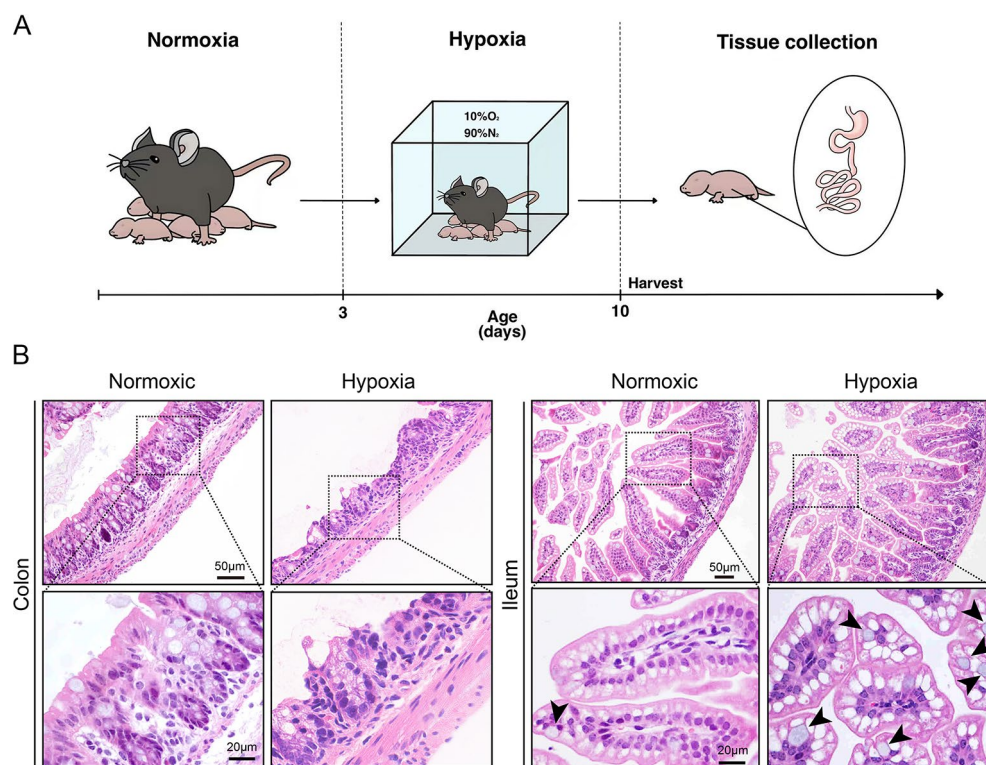 A
Normoxia
Hypoxia
Tissue collection
10%O₂
90%N₂
Harvest
3
10
Age
(days)
B
Normoxic
Hypoxia
Normoxic
Hypoxia
Colon
Ileum
50μm
50μm
20μm
20μm